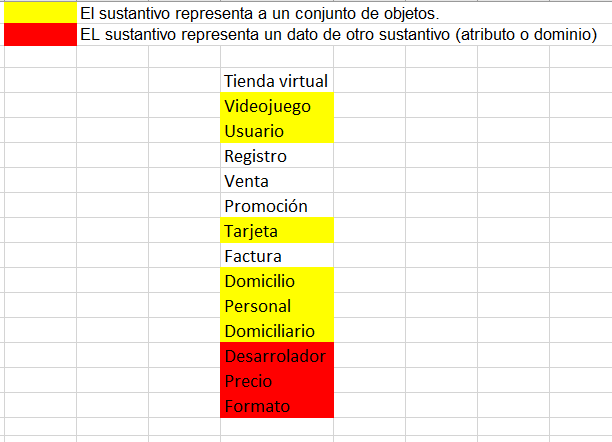 El sustantivo representa a un conjunto de objetos.
EL sustantivo representa un dato de otro sustantivo (atributo o dominio)
Tienda virtual
Videojuego
Usuario
Registro
Venta
Promoción
Tarjeta
Factura
Domicilio
Personal
Domiciliario
Desarrolador
Precio
Formato